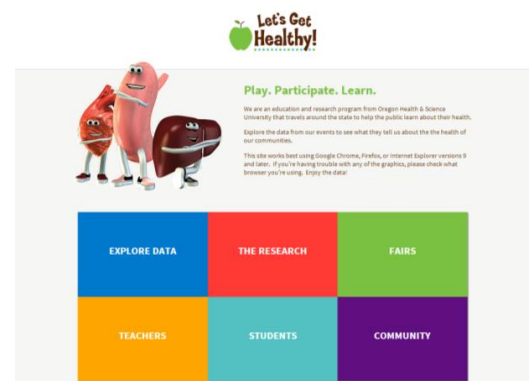 Let's Get
Healthy!
Play. Participate. Learn.
We are an education and research program from Oregon Health & Science
University that travels around the state to help the public learn about their health.
Explore the data from our events to see what they tell us about the the health of
our communities.
This site works best using Google Chrome, Firefox, or Internet Explorer versions 9
and later. If you're having trouble with any of the graphics, please check what
browser you're using. Enjoy the data!
EXPLORE DATA
THE RESEARCH
FAIRS
TEACHERS
STUDENTS
COMMUNITY